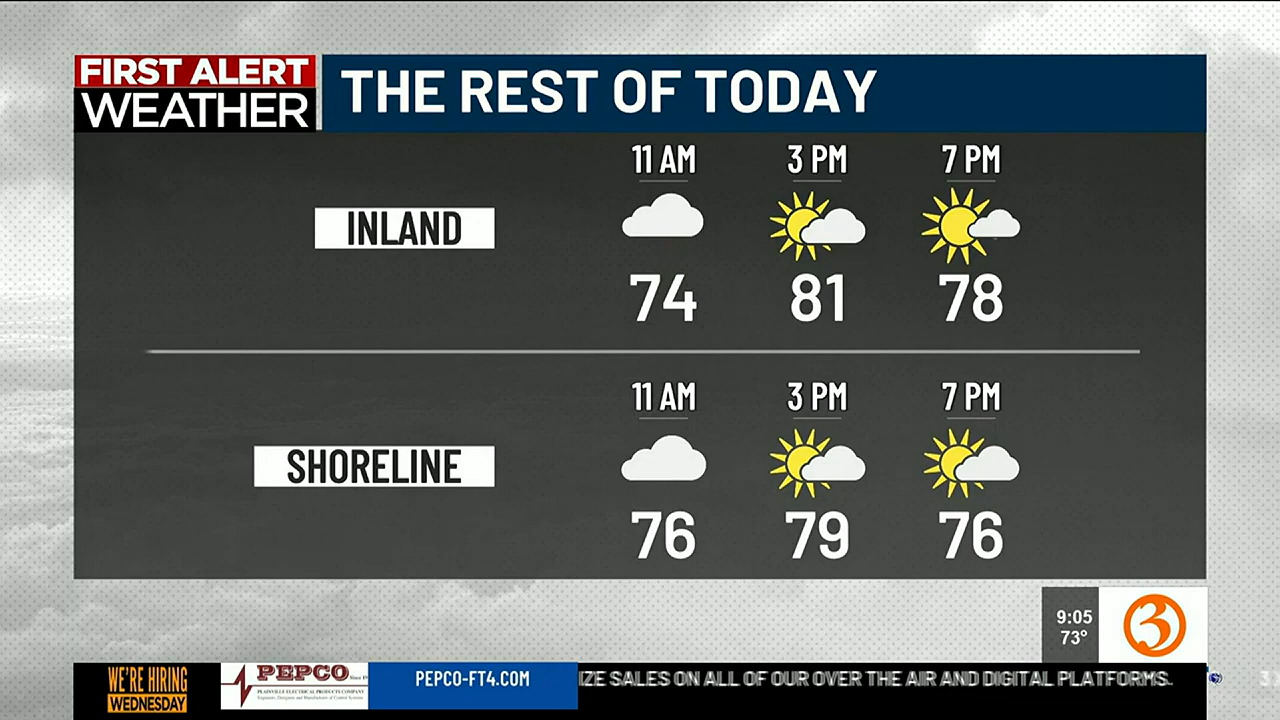 FIRST ALERT
WEATHER
THE REST OF TODAY
11 AM 3 PM 7 PM
INLAND
74 81 78
11 AM 3 PM 7 PM
SHORELINE
76 79 76
9:05
73°
3
WE'RE HIRING
WEDNESDAY
PEPCO
PLAINVILLE ELECTRICAL PRODUCTS COMPANY
PEPCO-FT4.COM
IZE SALES ON ALL OF OUR OVER THE AIR AND DIGITAL PLATFORMS.